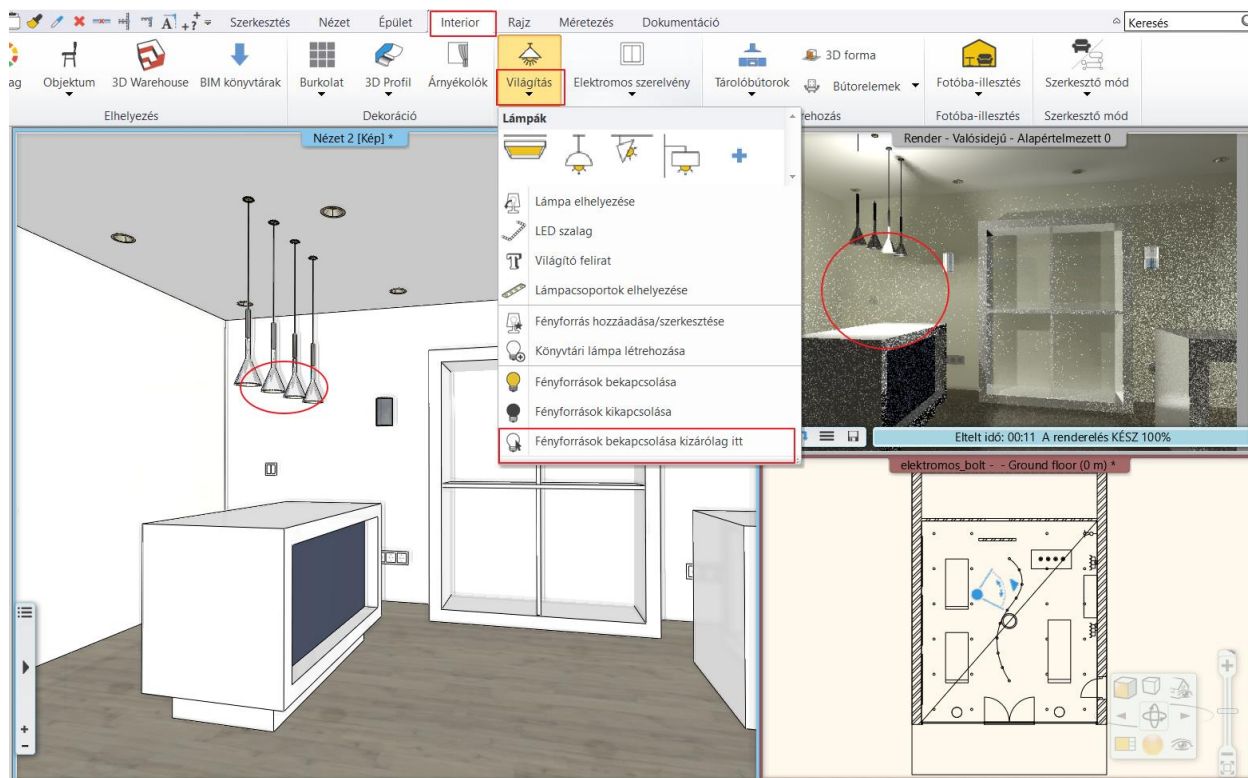 Szerkesztés Nézet Épület Interior Rajz Méretezés Dokumentáció Keresés
ag Objektum 3D Warehouse BIM könyvtárak Burkolat 3D Profil Árnyékolók Világítás Elektromos szerelvény Tárolóbútorok 3D forma Bútorelemek Fotóba-illesztés Szerkesztő mód
Elhelyezés Dekoráció rehozás Fotóba-illesztés Szerkesztő mód
Nézet 2 [Kép] *
Lámpák
Lámpa elhelyezése
LED szalag
Világító felirat
Lámpacsoportok elhelyezése
Fényforrás hozzáadása/szerkesztése
Könyvtári lámpa létrehozása
Fényforrások bekapcsolása
Fényforrások kikapcsolása
Fényforrások bekapcsolása kizárólag itt
Render - Valósidejű - Alapértelmezett 0
Eltelt idő: 00:11 A renderelés KÉSZ 100%
elektromos_bolt - - Ground floor (0 m) *